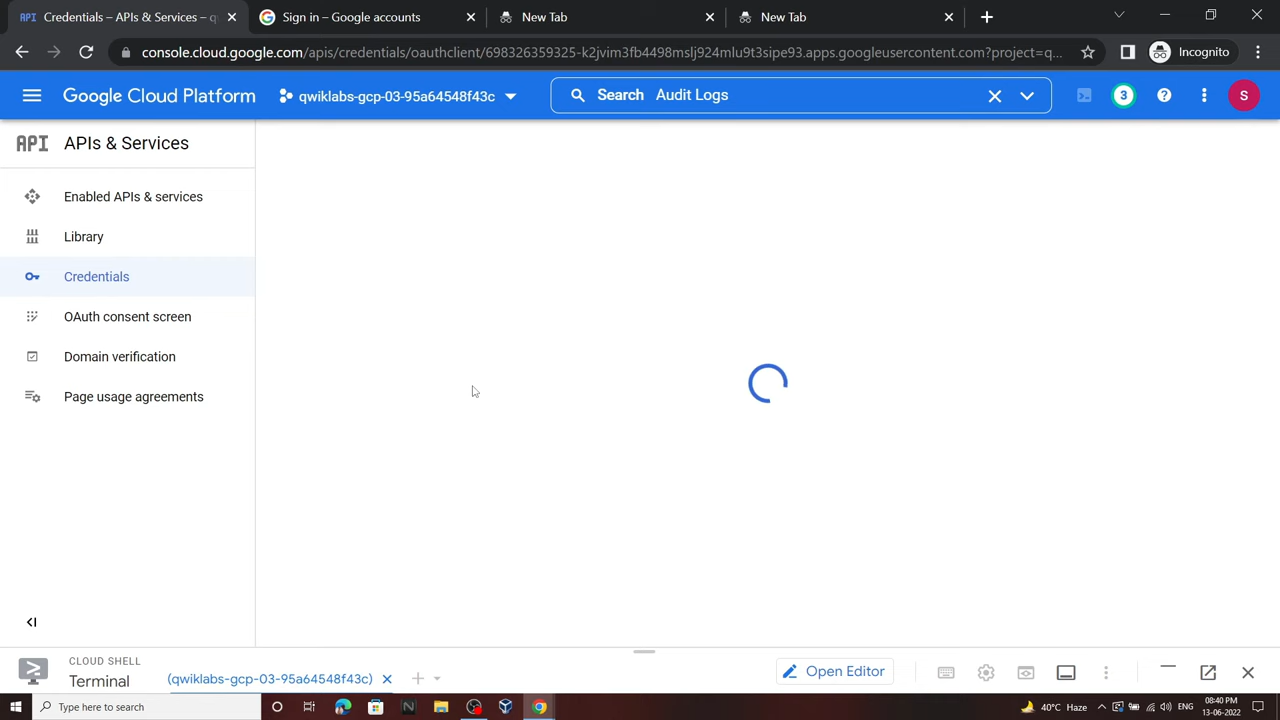 Credentials – APIs & Services – q
Sign in – Google accounts
New Tab
New Tab
console.cloud.google.com/apis/credentials/oauthclient/698326359325-k2jvim3fb4498mslj924mlu9t3sipe93.apps.googleusercontent.com?project=q...
Incognito
Google Cloud Platform
qwiklabs-gcp-03-95a64548f43c
Search Audit Logs
3
S
API APIs & Services
Enabled APIs & services
Library
Credentials
OAuth consent screen
Domain verification
Page usage agreements
CLOUD SHELL
Terminal
(qwiklabs-gcp-03-95a64548f43c)
Open Editor
Type here to search
40°C Haze
ENG
08:40 PM
13-06-2022